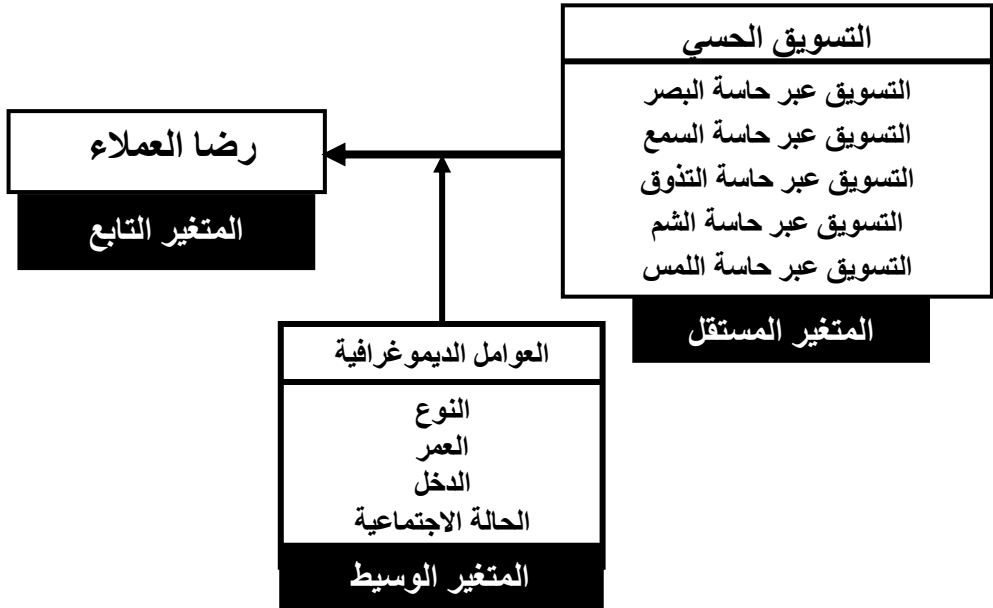 التسويق الحسي
التسويق عبر حاسة البصر
التسويق عبر حاسة السمع
التسويق عبر حاسة التذوق
التسويق عبر حاسة الشم
التسويق عبر حاسة اللمس
المتغير المستقل
رضا العملاء
المتغير التابع
العوامل الديموغرافية
النوع
العمر
الدخل
الحالة الاجتماعية
المتغير الوسيط